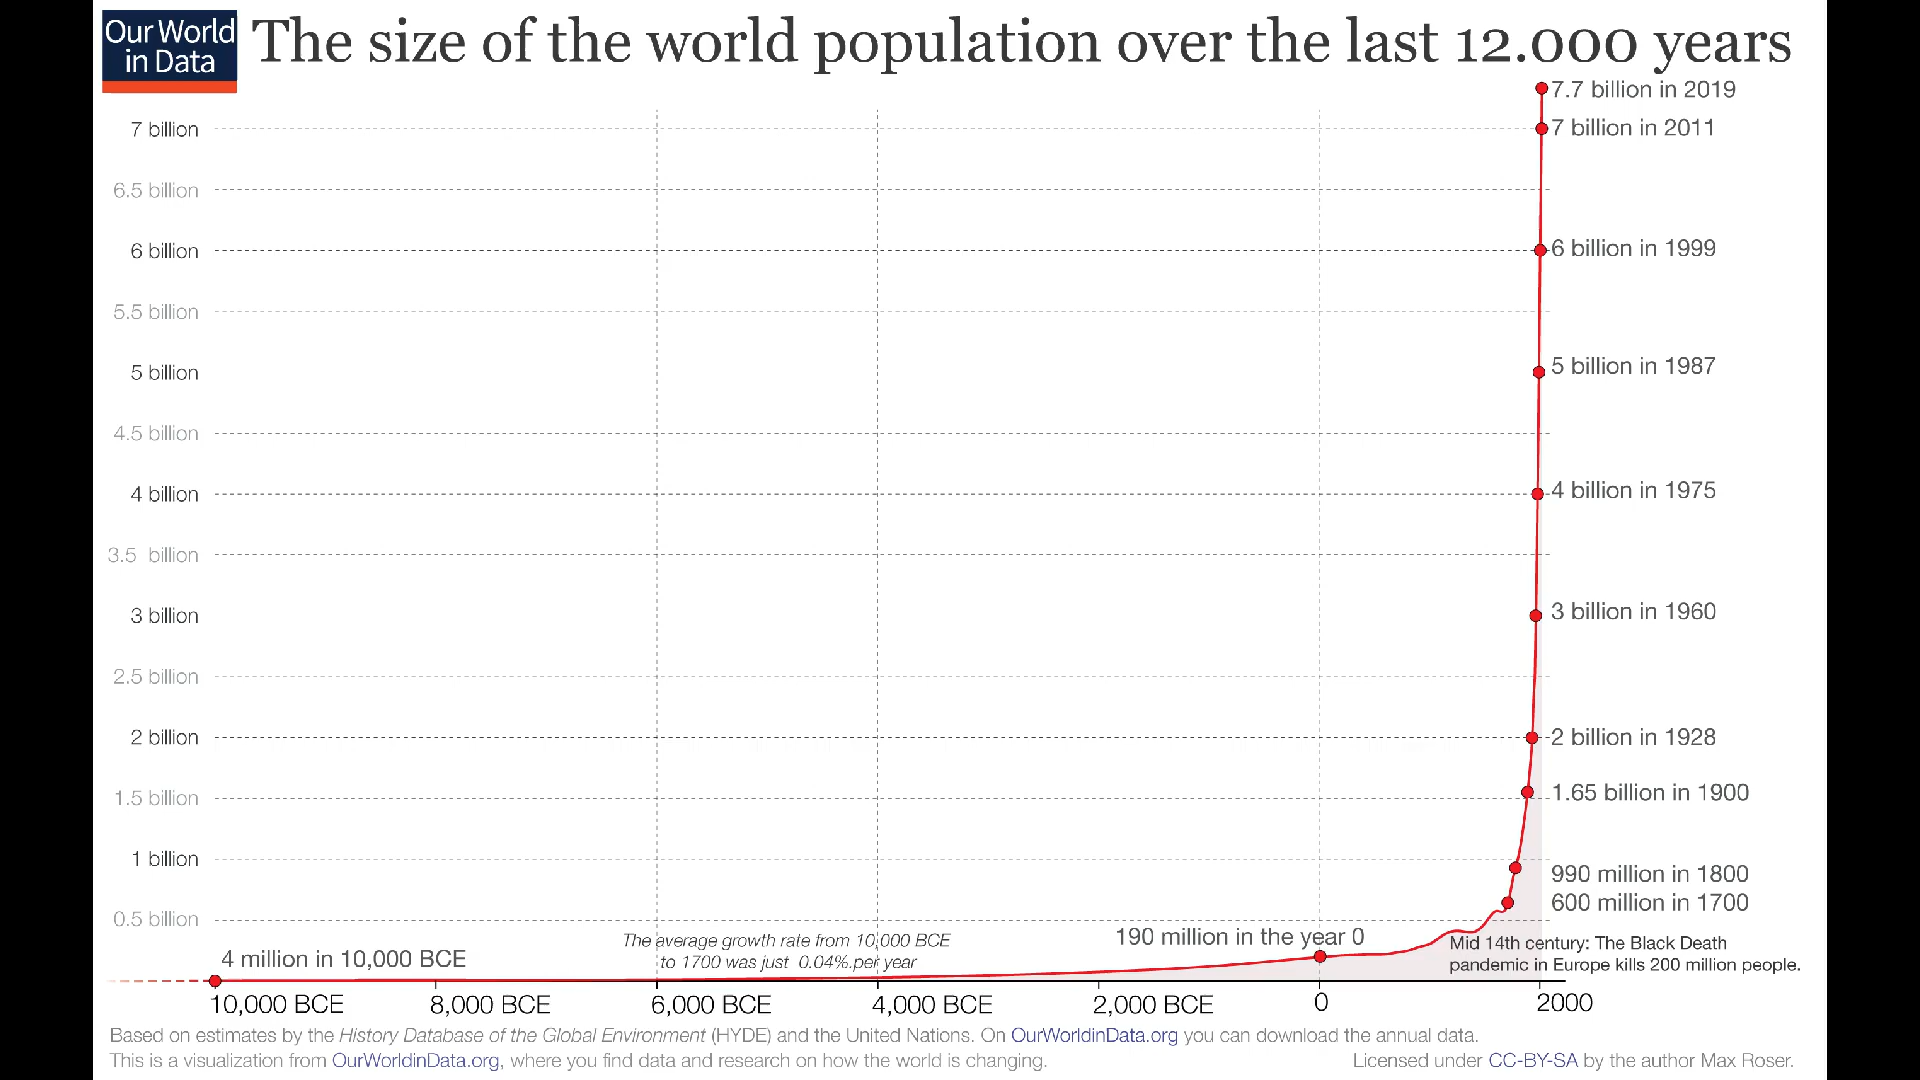 Our World
in Data
The size of the world population over the last 12.000 years
7.7 billion in 2019
7 billion
7 billion in 2011
6.5 billion
6 billion
6 billion in 1999
5.5 billion
5 billion
5 billion in 1987
4.5 billion
4 billion
4 billion in 1975
3.5 billion
3 billion
3 billion in 1960
2.5 billion
2 billion
2 billion in 1928
1.5 billion
1.65 billion in 1900
1 billion
990 million in 1800
600 million in 1700
0.5 billion
4 million in 10,000 BCE
The average growth rate from 10,000 BCE
to 1700 was just 0.04% per year
190 million in the year 0
Mid 14th century: The Black Death
pandemic in Europe kills 200 million people.
10,000 BCE
8,000 BCE
6,000 BCE
4,000 BCE
2,000 BCE
0
2000
Based on estimates by the History Database of the Global Environment (HYDE) and the United Nations. On OurWorldinData.org you can download the annual data.
This is a visualization from OurWorldinData.org, where you find data and research on how the world is changing.
Licensed under CC-BY-SA by the author Max Roser.